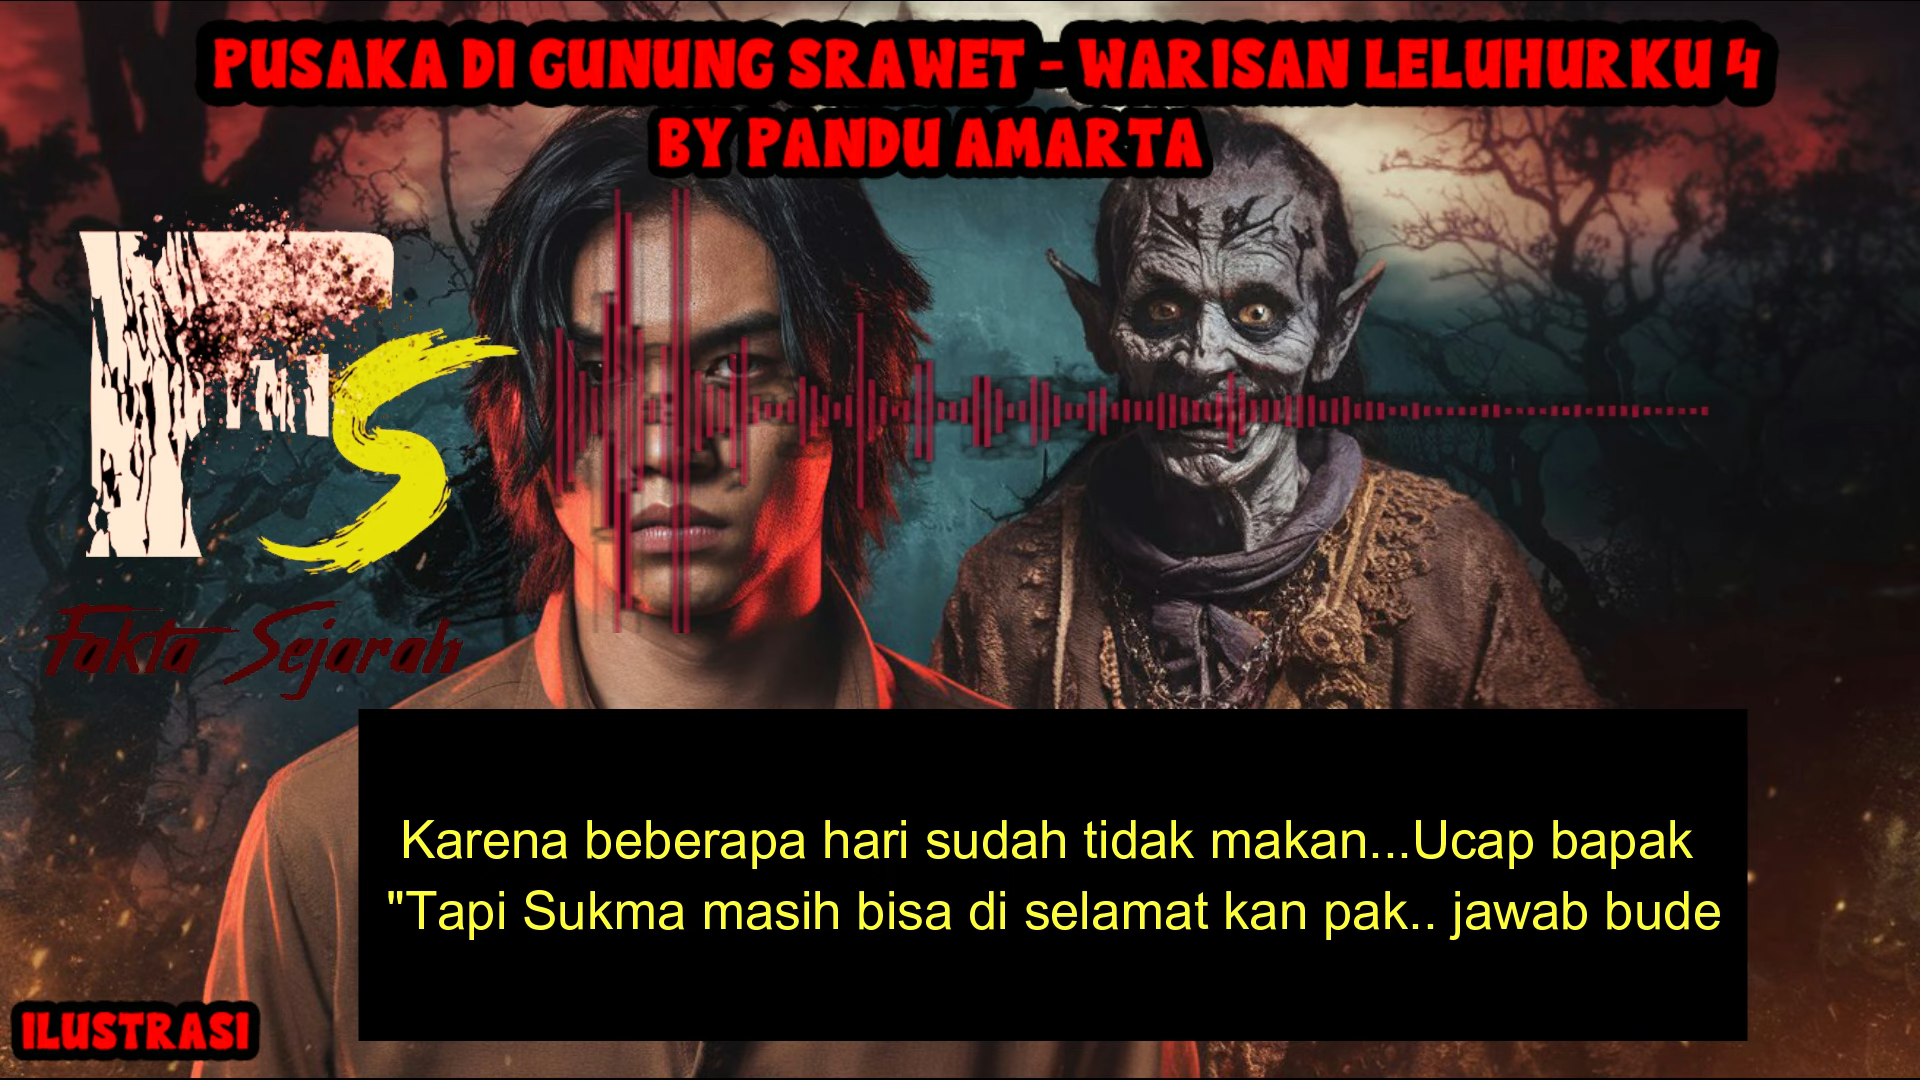 PUSAKA DI GUNUNG SRAWET - WARISAN LELUHURKU 4
BY PANDU AMARTA
FS
Fakta Sejarah
Karena beberapa hari sudah tidak makan...Ucap bapak
"Tapi Sukma masih bisa di selamat kan pak.. jawab bude
ILUSTRASI